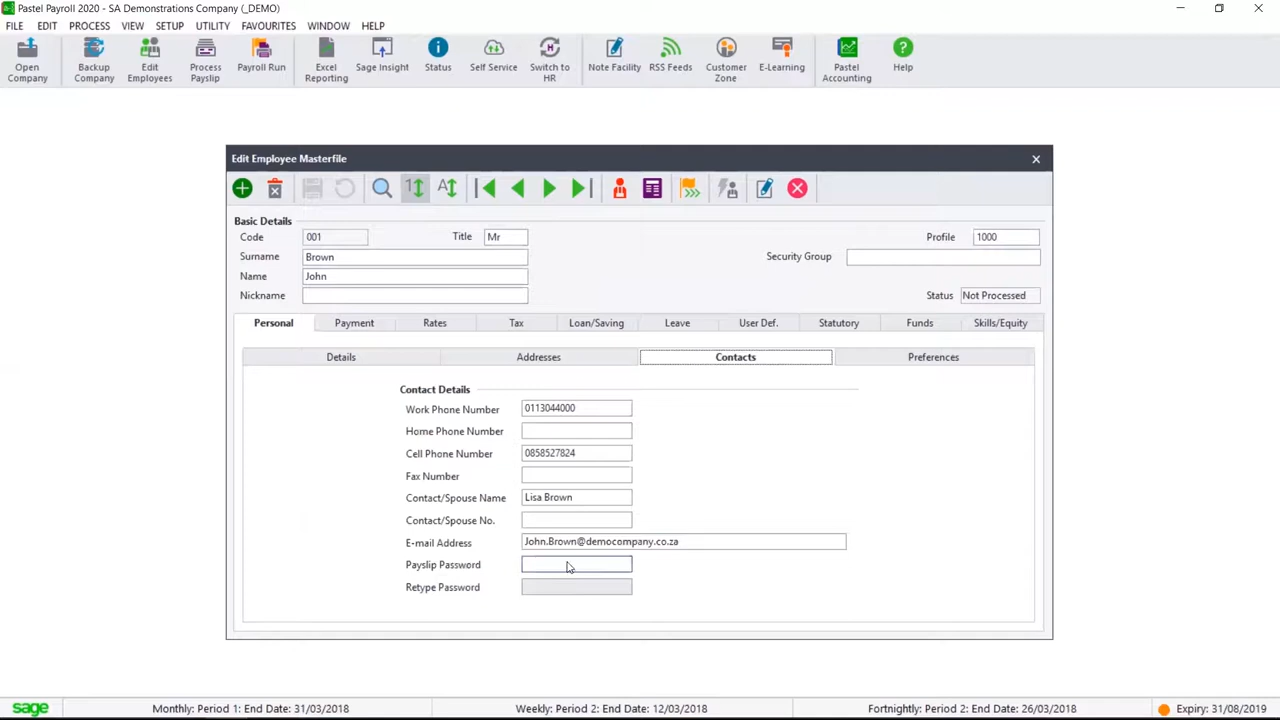 Pastel Payroll 2020 - SA Demonstrations Company (_DEMO)
FILE EDIT PROCESS VIEW SETUP UTILITY FAVOURITES WINDOW HELP
Open Company
Backup Company
Edit Employees
Process Payslip
Payroll Run
Excel Reporting
Sage Insight
Status
Self Service
Switch to HR
Note Facility
RSS Feeds
Customer Zone
E-Learning
Pastel Accounting
Help
Edit Employee Masterfile
Basic Details
Code 001 Title Mr Profile 1000
Surname Brown Security Group
Name John
Nickname Status Not Processed
Personal Payment Rates Tax Loan/Saving Leave User Def. Statutory Funds Skills/Equity
Details Addresses Contacts Preferences
Contact Details
Work Phone Number 0113044000
Home Phone Number
Cell Phone Number 0858527824
Fax Number
Contact/Spouse Name Lisa Brown
Contact/Spouse No.
E-mail Address John.Brown@democompany.co.za
Payslip Password
Retype Password
sage Monthly: Period 1: End Date: 31/03/2018 Weekly: Period 2: End Date: 12/03/2018 Fortnightly: Period 2: End Date: 26/03/2018 Expiry: 31/08/2019